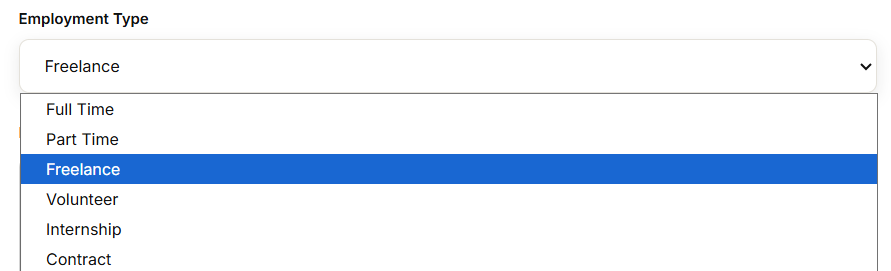 Employment Type
Freelance
Full Time
Part Time
Freelance
Volunteer
Internship
Contract